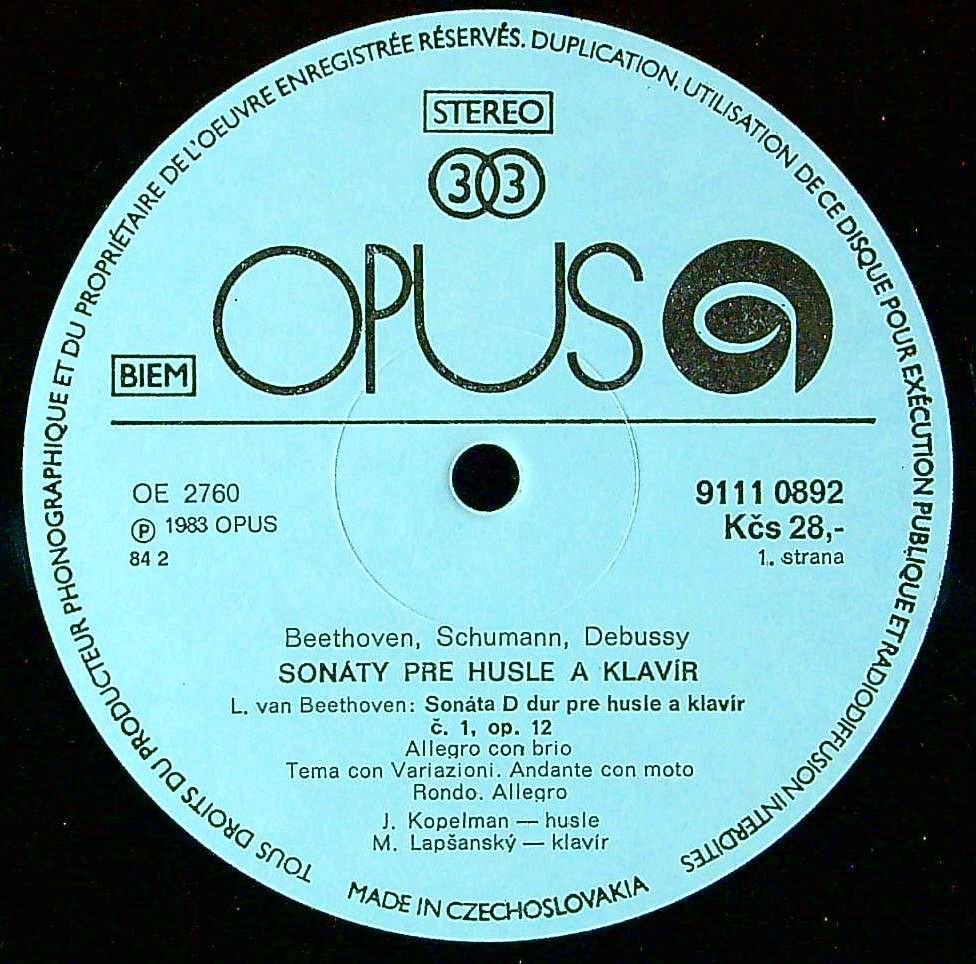 TOUS DROITS DU PRODUCTEUR PHONOGRAPHIQUE ET DU PROPRIÉTAIRE DE L'OEUVRE ENREGISTRÉE RÉSERVÉS. DUPLICATION, UTILISATION DE CE DISQUE POUR EXÉCUTION PUBLIQUE ET RADIODIFFUSION INTERDITES
STEREO
33
OPUS
BIEM
OE 2760
Ⓟ 1983 OPUS
84 2
9111 0892
Kčs 28,-
1. strana
Beethoven, Schumann, Debussy
SONÁTY PRE HUSLE A KLAVÍR
L. van Beethoven: Sonáta D dur pre husle a klavír
č. 1, op. 12
Allegro con brio
Tema con Variazioni. Andante con moto
Rondo. Allegro
J. Kopelman — husle
M. Lapšanský — klavír
MADE IN CZECHOSLOVAKIA